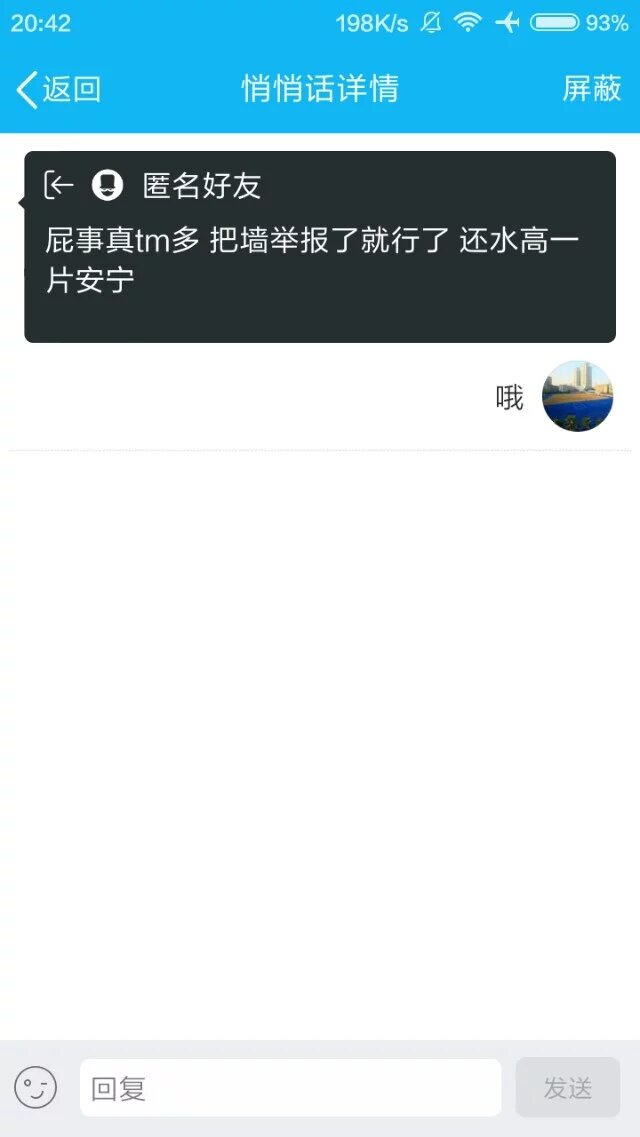 20:42 198K/s 93%
返回 悄悄话详情 屏蔽
匿名好友
屁事真tm多 把墙举报了就行了 还水高一
片安宁
哦
回复 发送